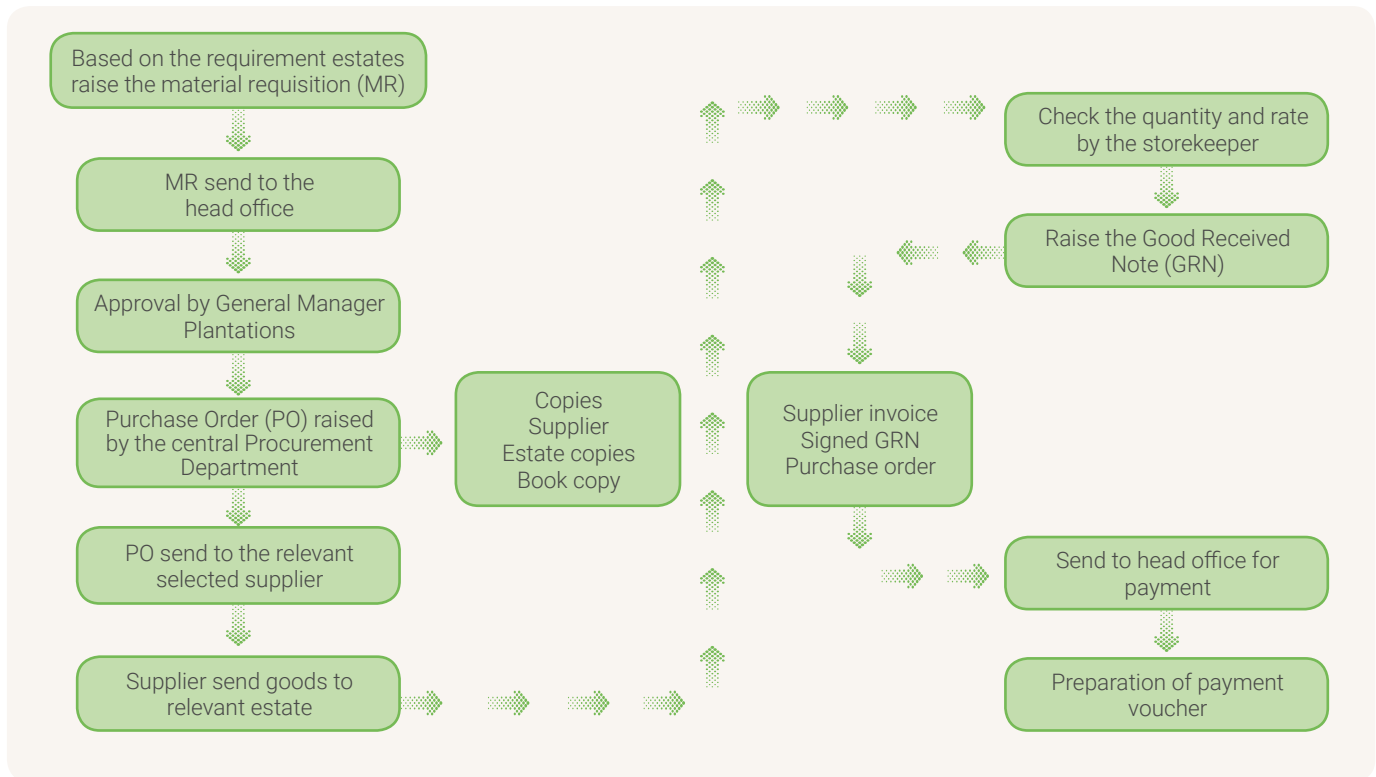 Based on the requirement estates
raise the material requisition (MR)
MR send to the
head office
Approval by General Manager
Plantations
Purchase Order (PO) raised
by the central Procurement
Department
Copies
Supplier
Estate copies
Book copy
PO send to the relevant
selected supplier
Supplier send goods to
relevant estate
Check the quantity and rate
by the storekeeper
Raise the Good Received
Note (GRN)
Supplier invoice
Signed GRN
Purchase order
Send to head office for
payment
Preparation of payment
voucher